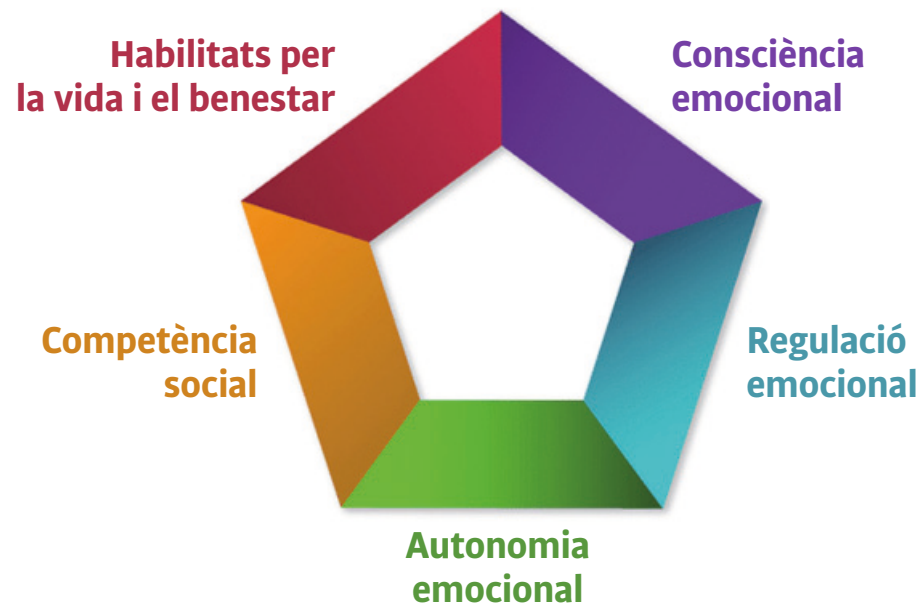 Habilitats per
la vida i el benestar
Consciència
emocional
Competència
social
Regulació
emocional
Autonomia
emocional